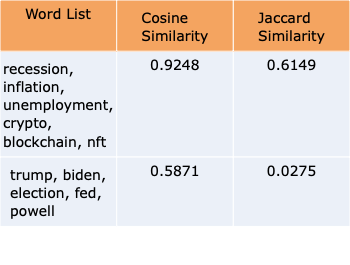 Word List
Cosine
Similarity
Jaccard
Similarity
recession,
inflation,
unemployment,
crypto,
blockchain, nft
0.9248
0.6149
trump, biden,
election, fed,
powell
0.5871
0.0275